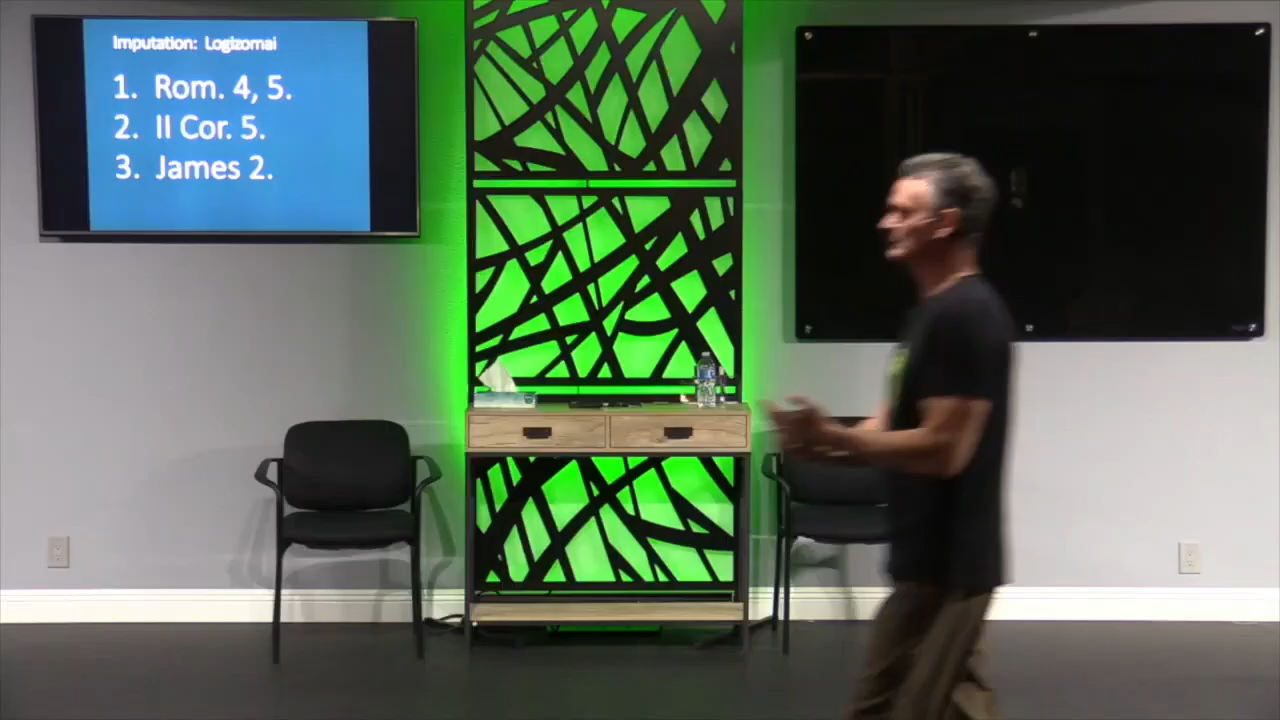 Imputation: Logizomai
1. Rom. 4, 5.
2. II Cor. 5.
3. James 2.